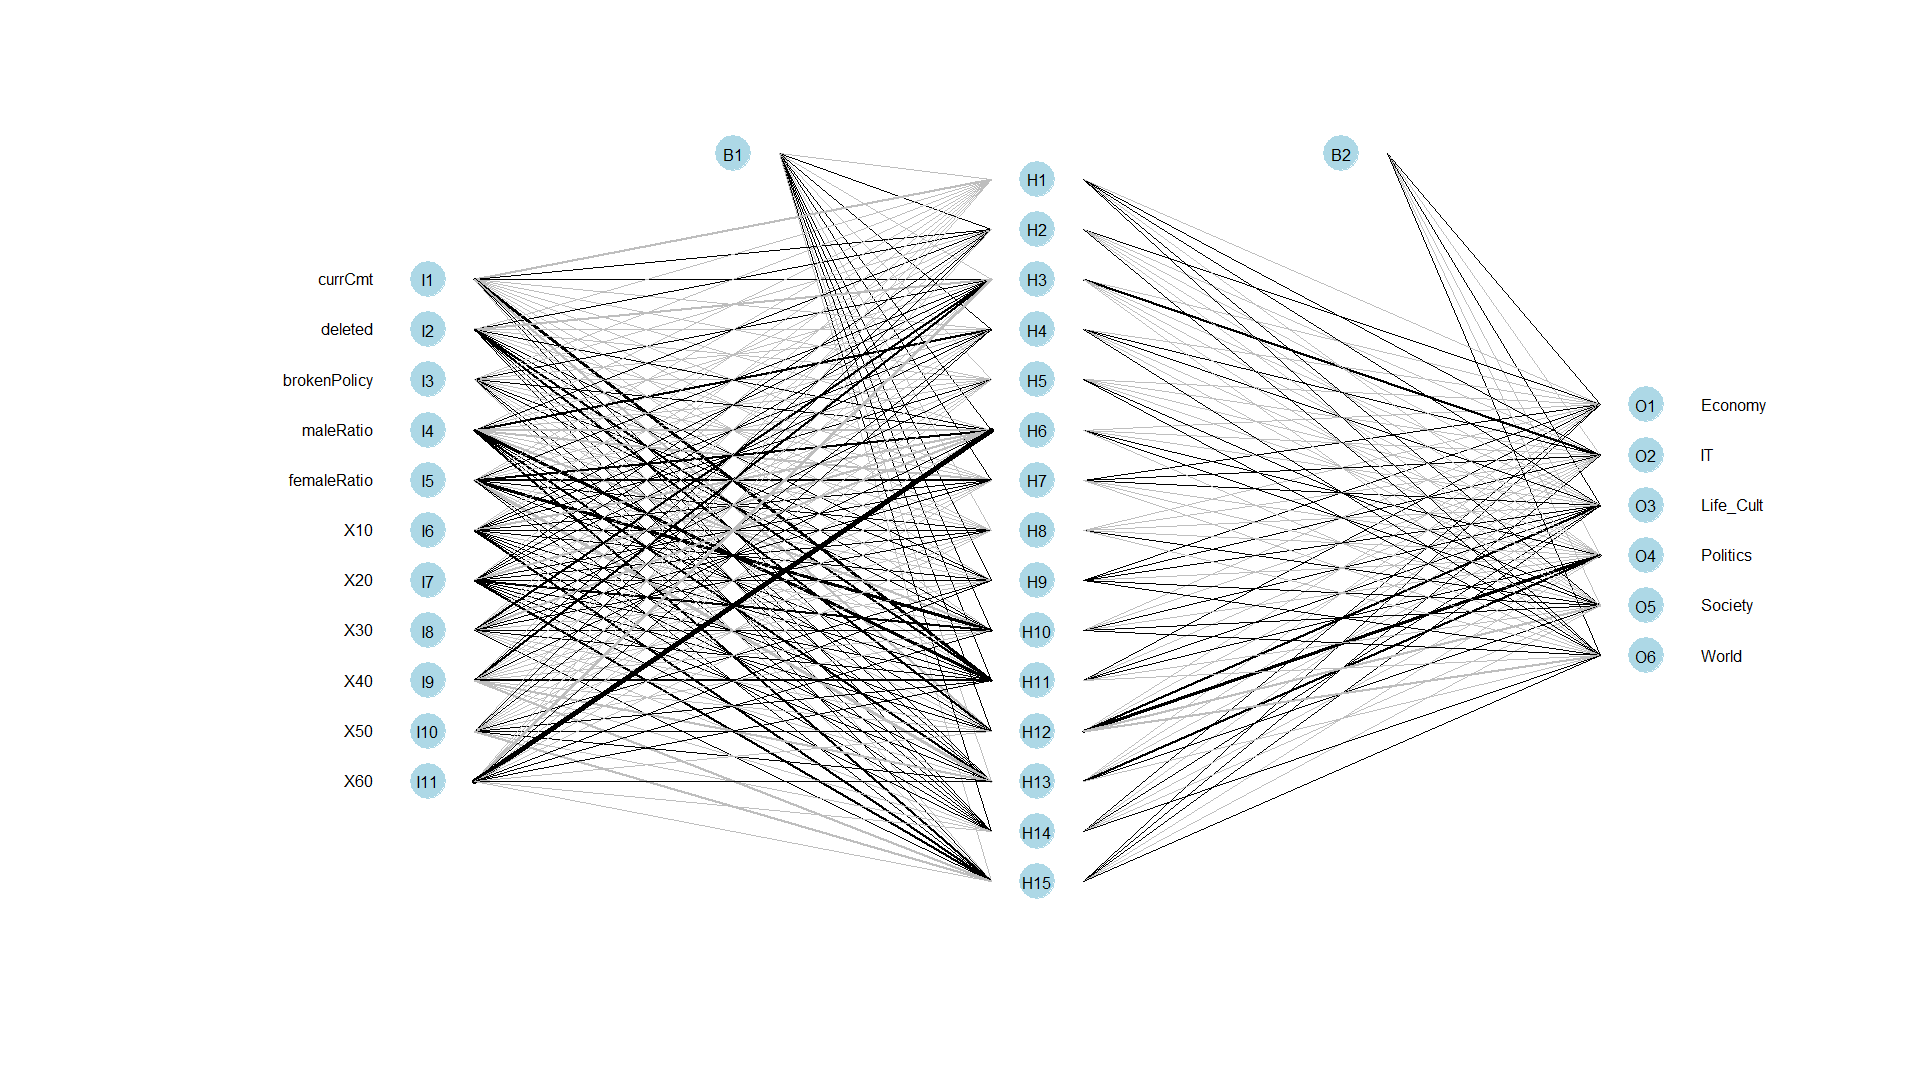 B1
B2
H1
H2
currCmt I1 H3
deleted I2 H4
brokenPolicy I3 H5
O1 Economy
maleRatio I4 H6
O2 IT
femaleRatio I5 H7
O3 Life_Cult
X10 I6 H8
O4 Politics
X20 I7 H9
O5 Society
X30 I8 H10
O6 World
X40 I9 H11
X50 I10 H12
X60 I11 H13
H14
H15